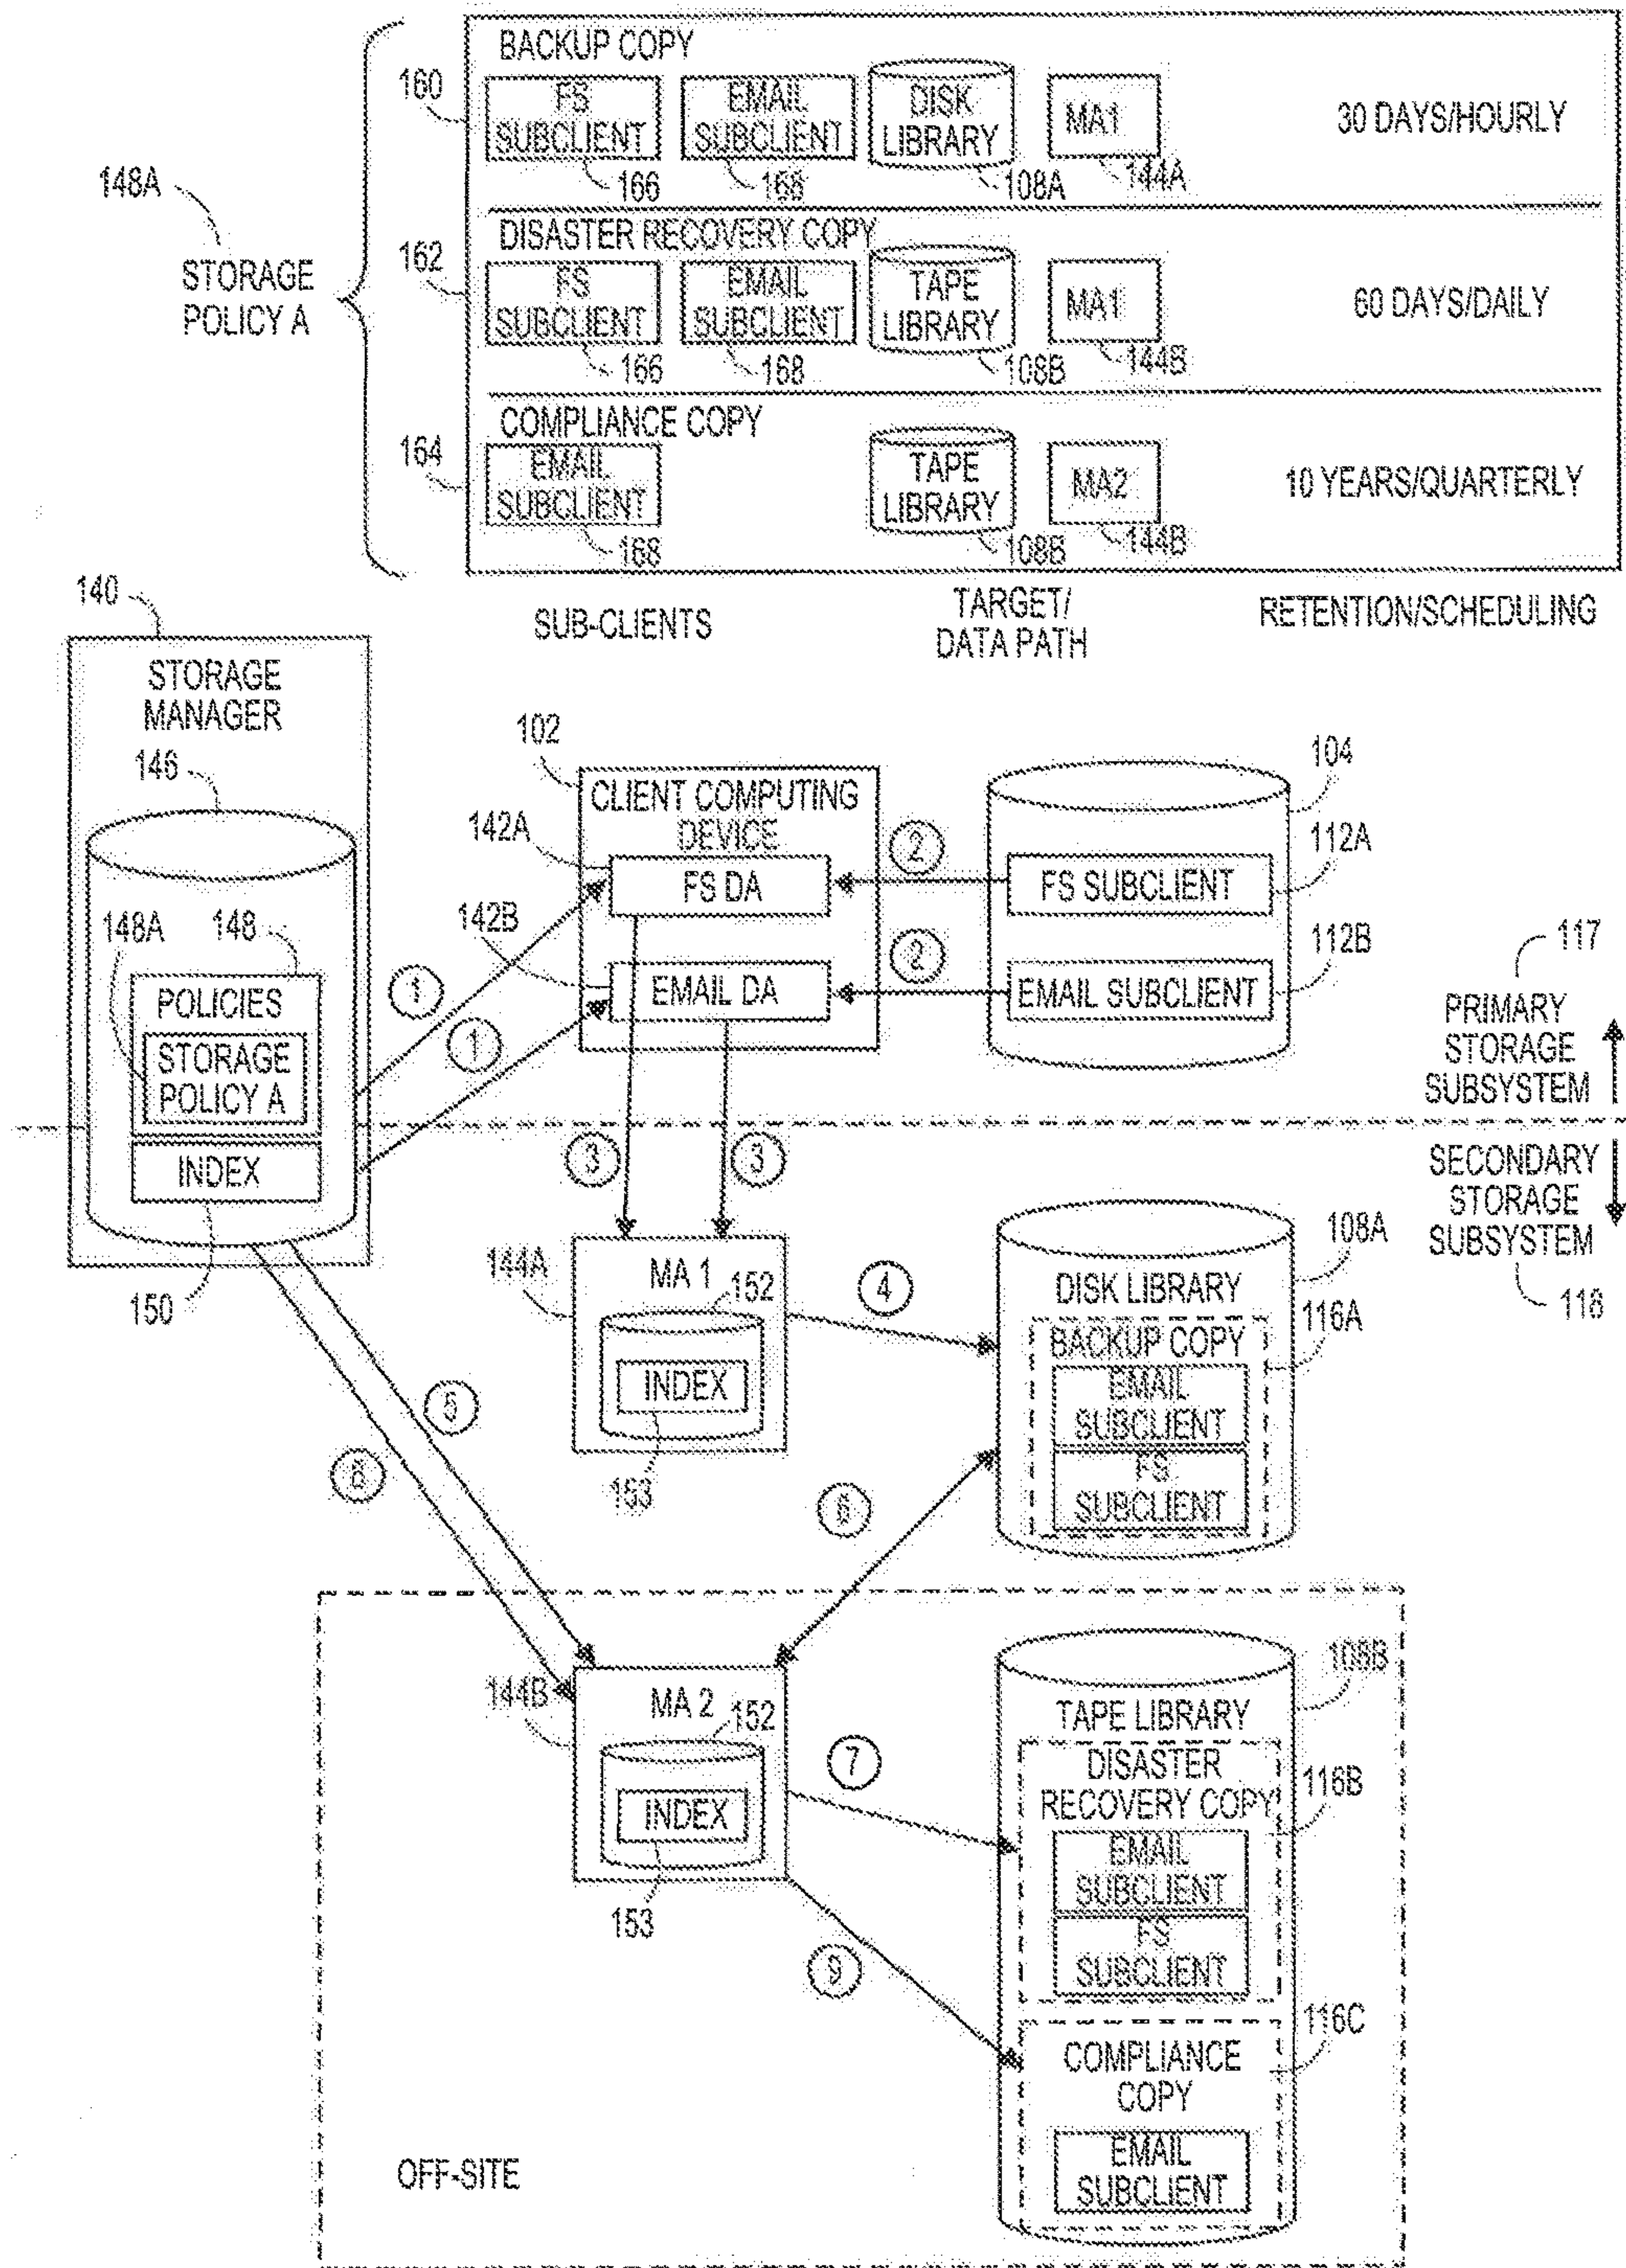 BACKUP COPY
160
FS
SUBCLIENT
166
EMAIL
SUBCLIENT
168
DISK
LIBRARY
108A
MA1
144A
30 DAYS/HOURLY
148A
STORAGE
POLICY A
DISASTER RECOVERY COPY
162
FS
SUBCLIENT
166
EMAIL
SUBCLIENT
168
TAPE
LIBRARY
108B
MA1
144B
60 DAYS/DAILY
COMPLIANCE COPY
164
EMAIL
SUBCLIENT
168
TAPE
LIBRARY
108B
MA2
144B
10 YEARS/QUARTERLY
SUB-CLIENTS
TARGET/
DATA PATH
RETENTION/SCHEDULING
140
STORAGE
MANAGER
146
148A
148
POLICIES
STORAGE
POLICY A
INDEX
150
102
CLIENT COMPUTING
DEVICE
142A
FS DA
142B
EMAIL DA
104
112A
FS SUBCLIENT
112B
EMAIL SUBCLIENT
1
1
2
2
117
PRIMARY
STORAGE
SUBSYSTEM
SECONDARY
STORAGE
SUBSYSTEM
118
3
3
144A
MA 1
152
INDEX
153
4
108A
DISK LIBRARY
116A
BACKUP COPY
EMAIL
SUBCLIENT
FS
SUBCLIENT
5
8
6
144B
MA 2
152
INDEX
153
7
9
108B
TAPE LIBRARY
DISASTER
RECOVERY COPY
116B
EMAIL
SUBCLIENT
FS
SUBCLIENT
116C
COMPLIANCE
COPY
EMAIL
SUBCLIENT
OFF-SITE